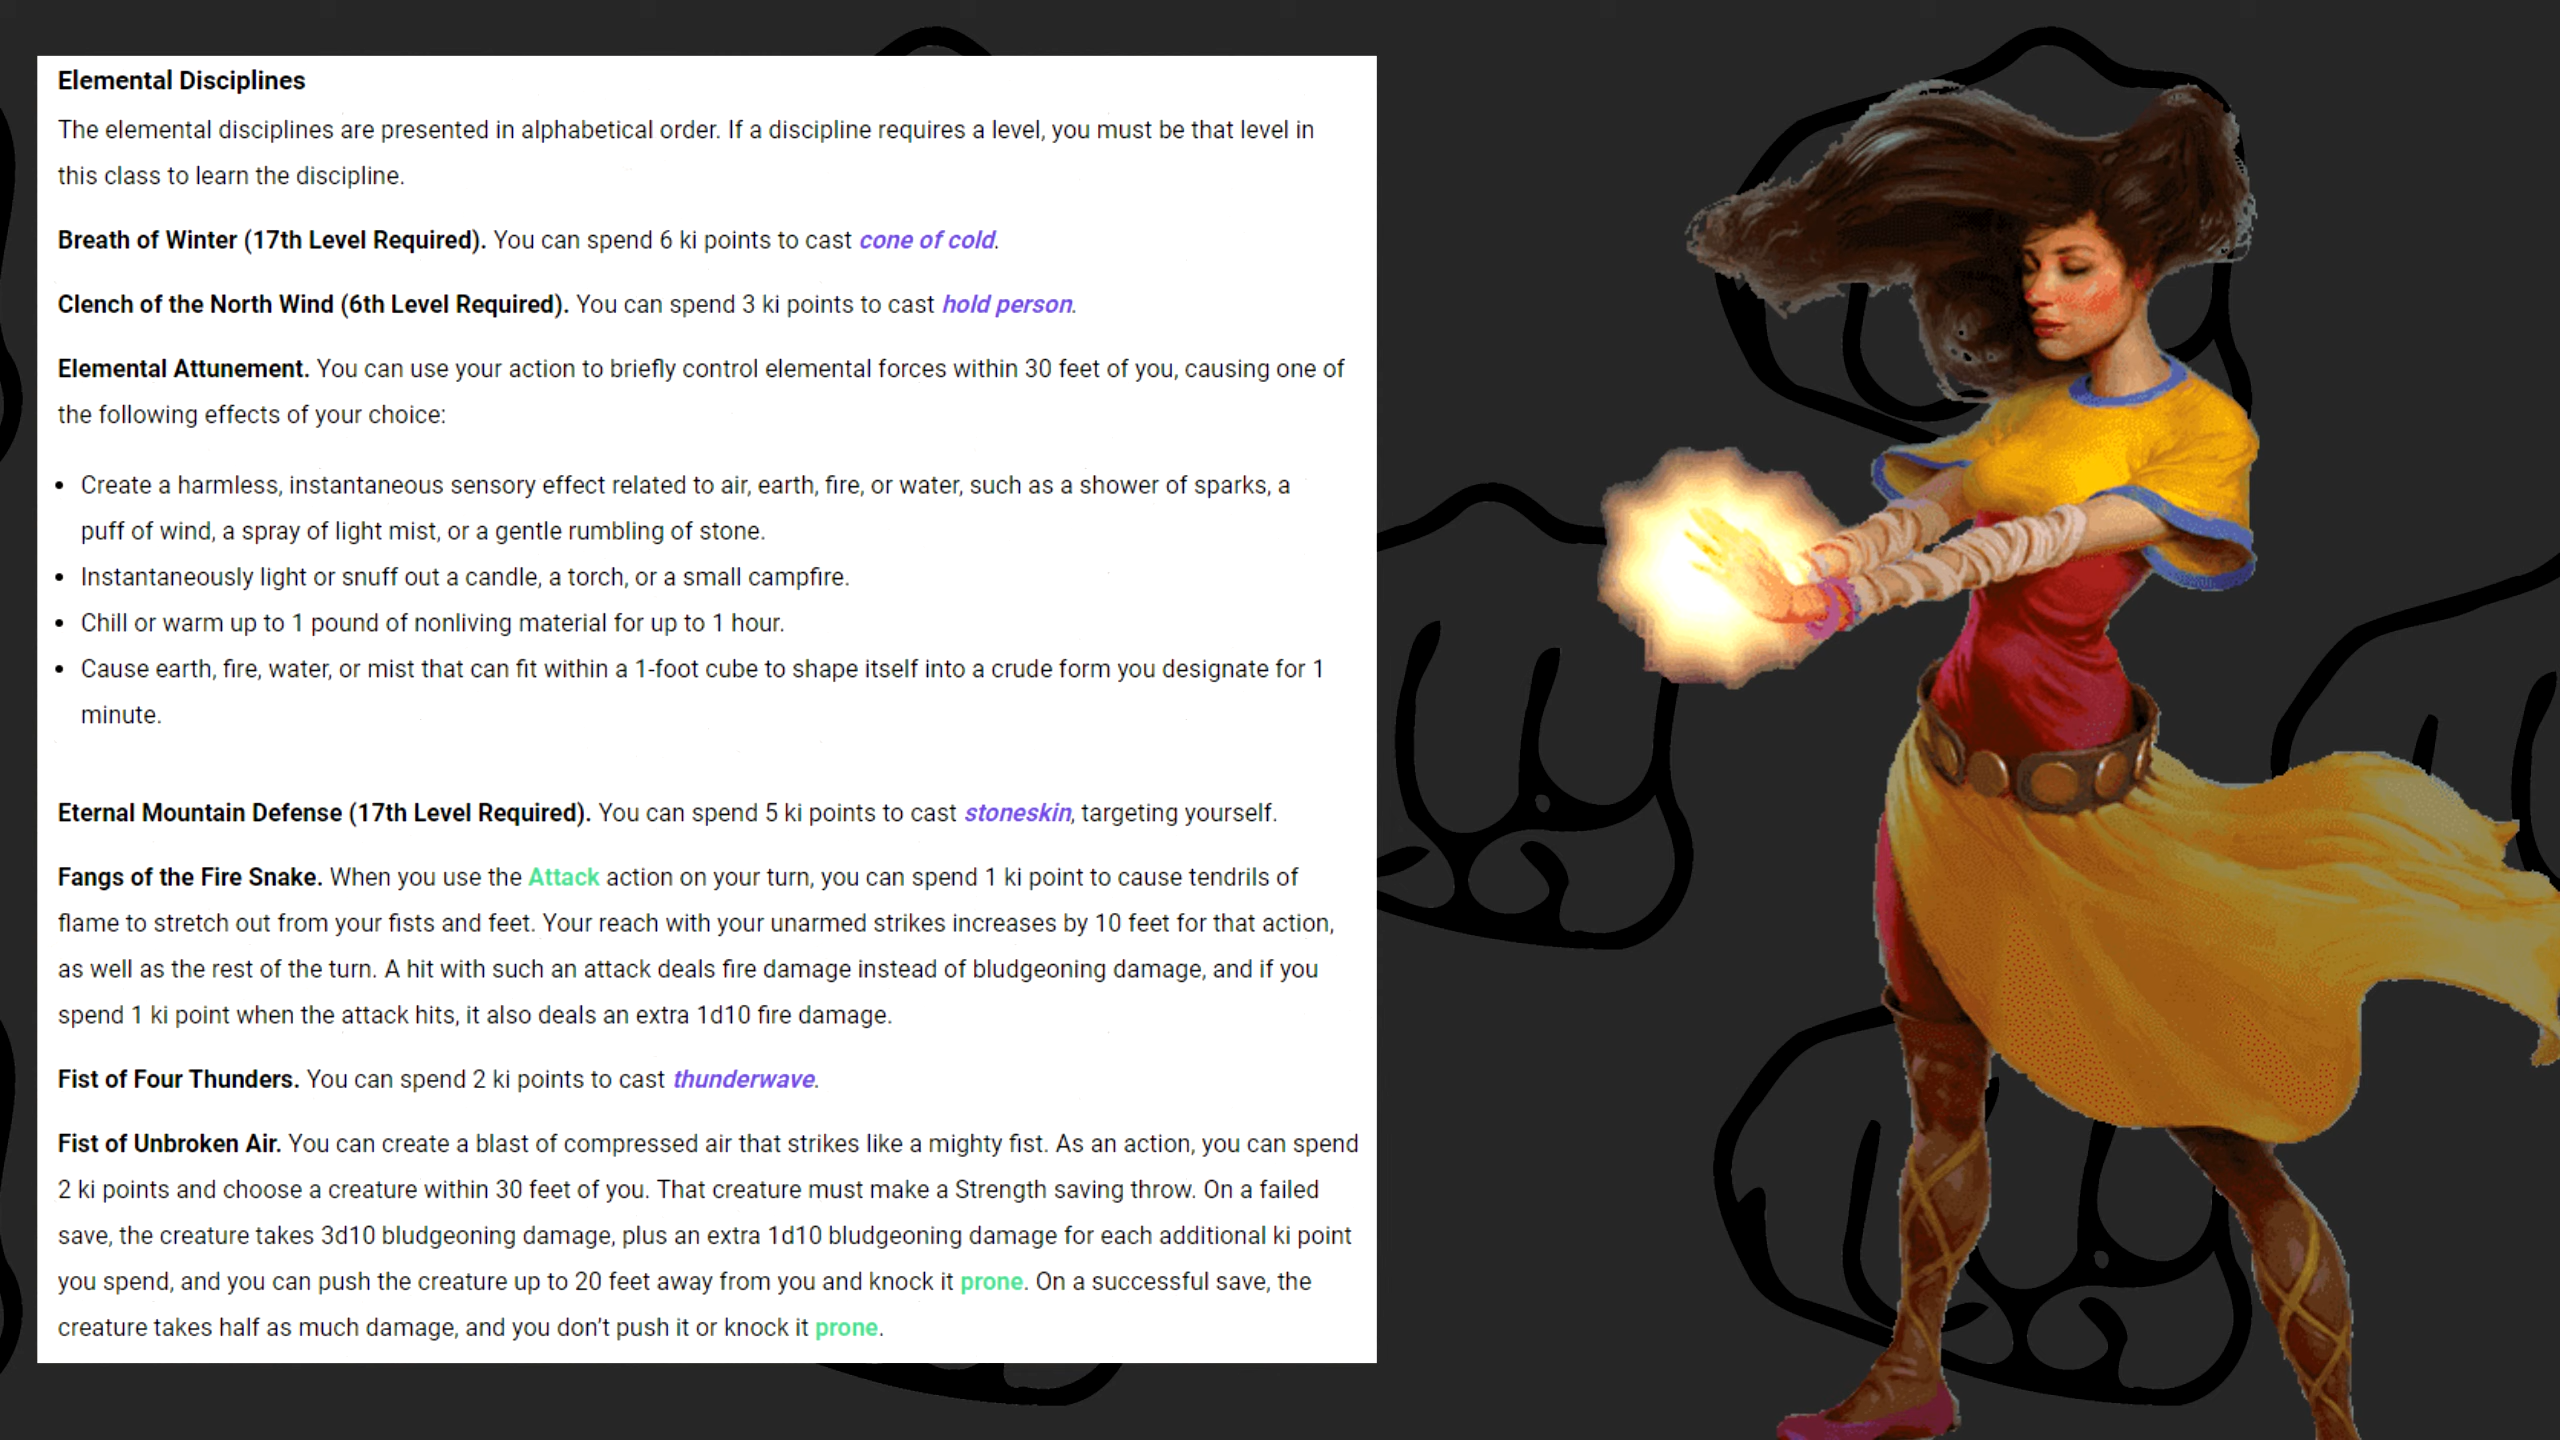 Elemental Disciplines
The elemental disciplines are presented in alphabetical order. If a discipline requires a level, you must be that level in
this class to learn the discipline.
Breath of Winter (17th Level Required). You can spend 6 ki points to cast cone of cold.
Clench of the North Wind (6th Level Required). You can spend 3 ki points to cast hold person.
Elemental Attunement. You can use your action to briefly control elemental forces within 30 feet of you, causing one of
the following effects of your choice:
• Create a harmless, instantaneous sensory effect related to air, earth, fire, or water, such as a shower of sparks, a
puff of wind, a spray of light mist, or a gentle rumbling of stone.
• Instantaneously light or snuff out a candle, a torch, or a small campfire.
• Chill or warm up to 1 pound of nonliving material for up to 1 hour.
• Cause earth, fire, water, or mist that can fit within a 1-foot cube to shape itself into a crude form you designate for 1
minute.
Eternal Mountain Defense (17th Level Required). You can spend 5 ki points to cast stoneskin, targeting yourself.
Fangs of the Fire Snake. When you use the Attack action on your turn, you can spend 1 ki point to cause tendrils of
flame to stretch out from your fists and feet. Your reach with your unarmed strikes increases by 10 feet for that action,
as well as the rest of the turn. A hit with such an attack deals fire damage instead of bludgeoning damage, and if you
spend 1 ki point when the attack hits, it also deals an extra 1d10 fire damage.
Fist of Four Thunders. You can spend 2 ki points to cast thunderwave.
Fist of Unbroken Air. You can create a blast of compressed air that strikes like a mighty fist. As an action, you can spend
2 ki points and choose a creature within 30 feet of you. That creature must make a Strength saving throw. On a failed
save, the creature takes 3d10 bludgeoning damage, plus an extra 1d10 bludgeoning damage for each additional ki point
you spend, and you can push the creature up to 20 feet away from you and knock it prone. On a successful save, the
creature takes half as much damage, and you don't push it or knock it prone.